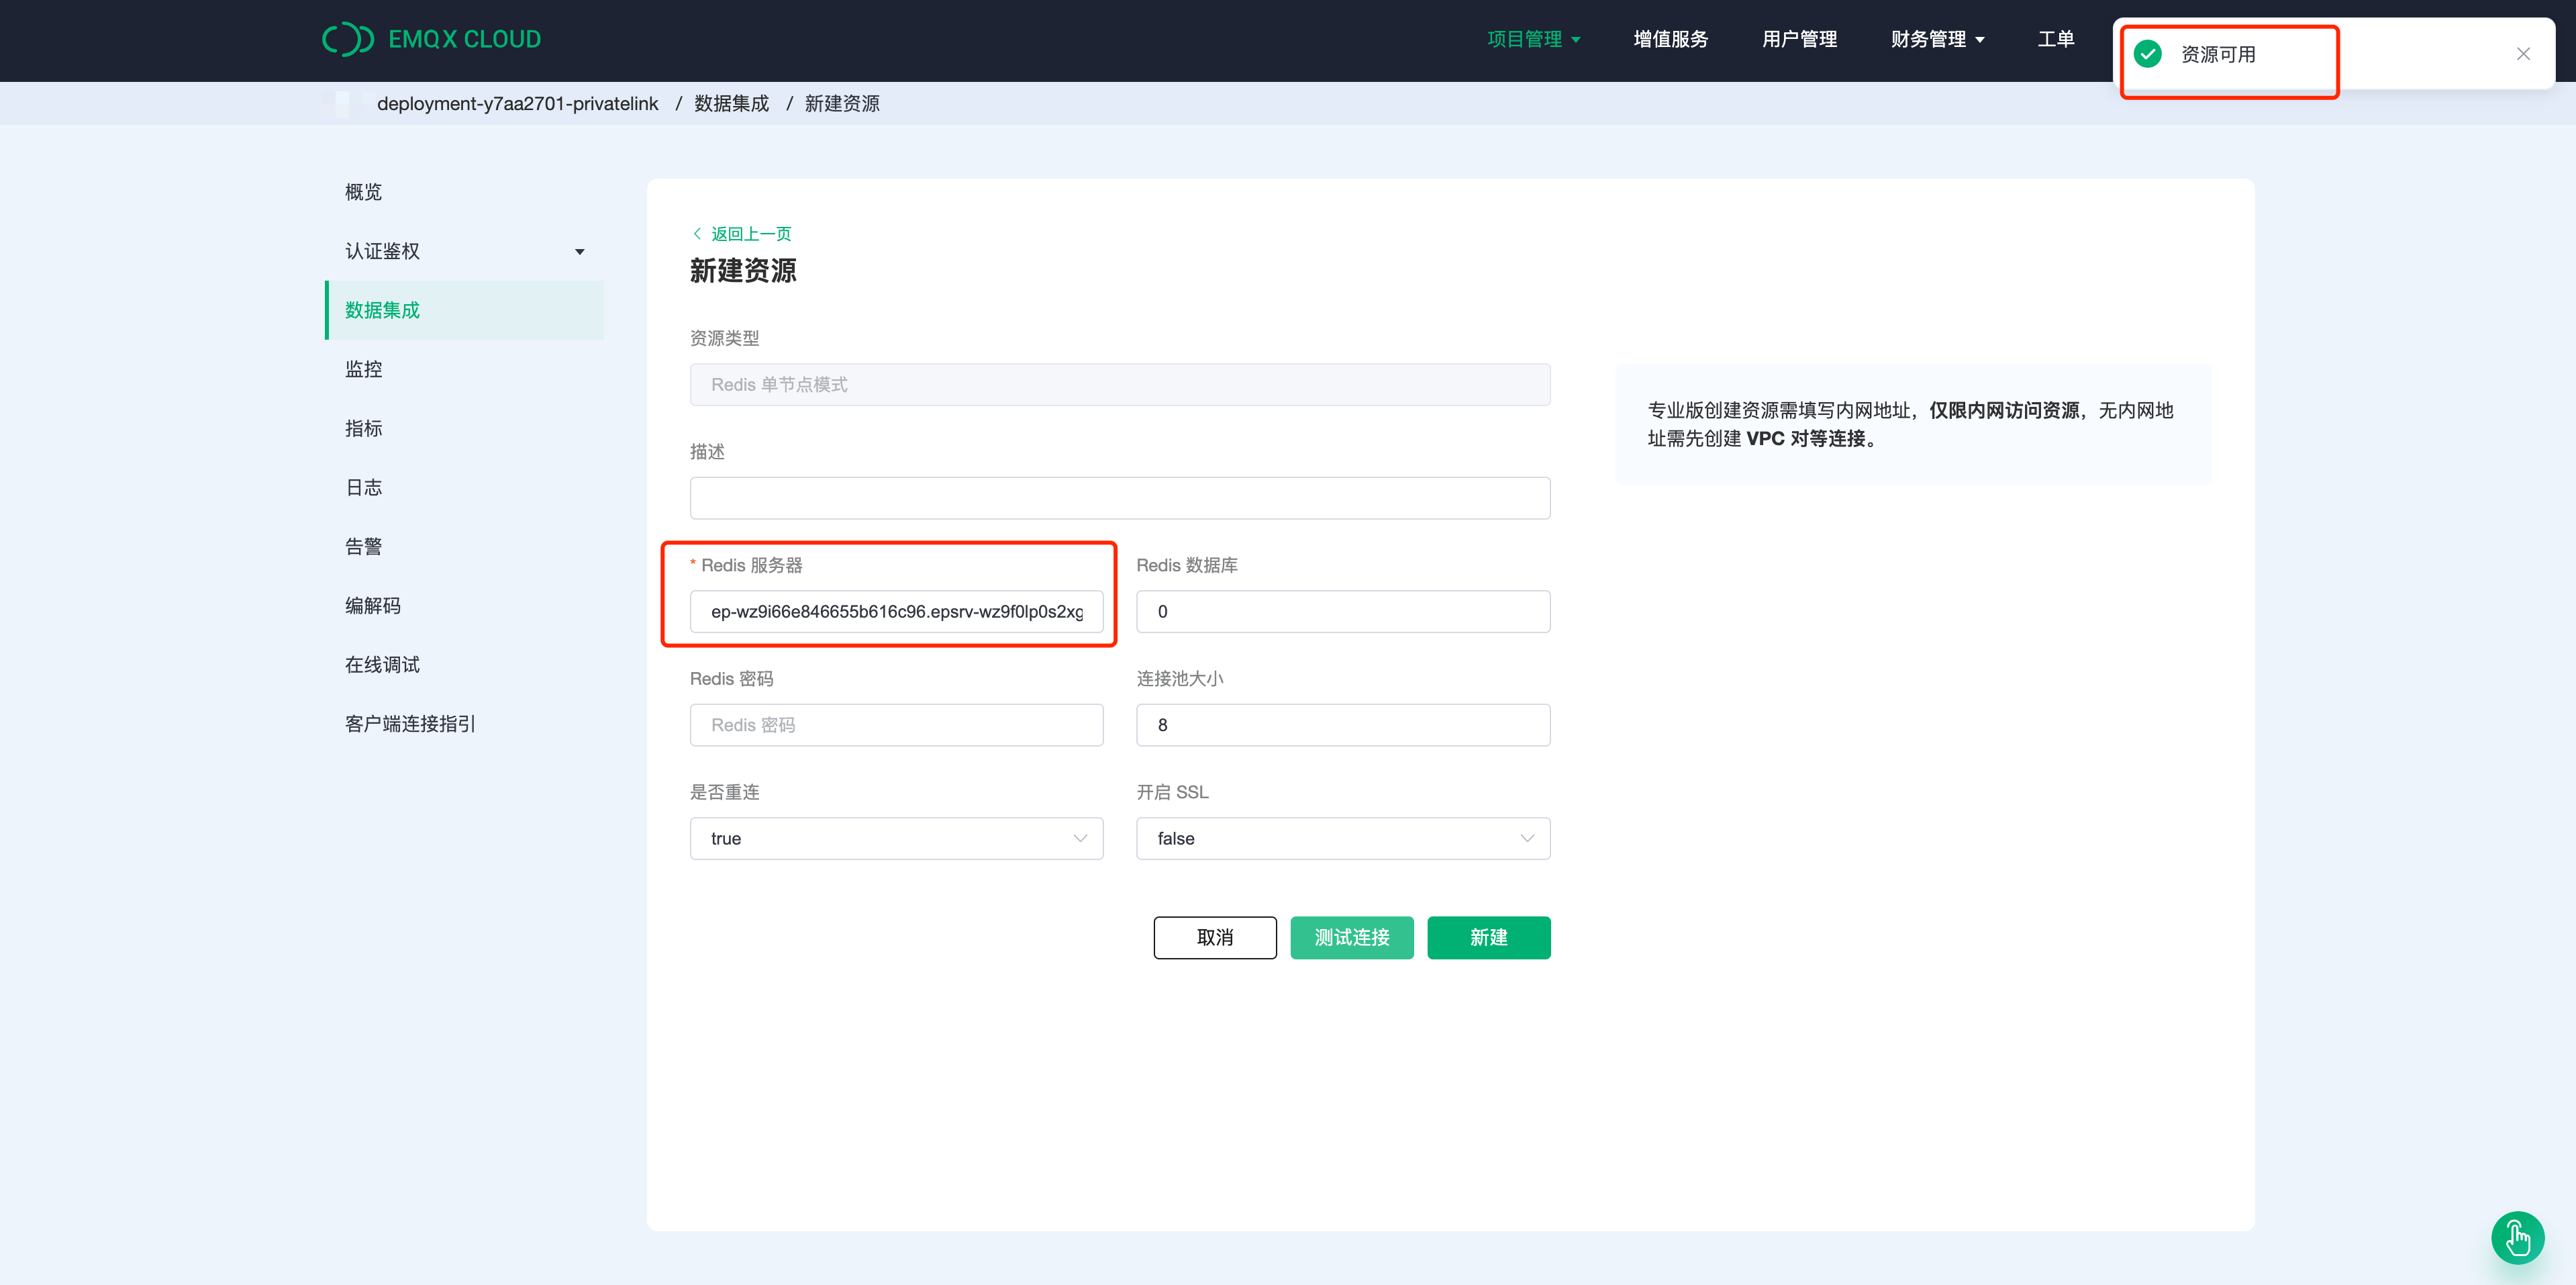 EMQX CLOUD
项目管理
增值服务
用户管理
财务管理
工单
资源可用
deployment-y7aa2701-privatelink / 数据集成 / 新建资源
概览
认证鉴权
数据集成
监控
指标
日志
告警
编解码
在线调试
客户端连接指引
返回上一页
新建资源
资源类型
Redis 单节点模式
专业版创建资源需填写内网地址，仅限内网访问资源，无内网地
址需先创建 VPC 对等连接。
描述
* Redis 服务器
Redis 数据库
ep-wz9i66e846655b616c96.epsrv-wz9f0lp0s2xg
0
Redis 密码
连接池大小
Redis 密码
8
是否重连
开启 SSL
true
false
取消
测试连接
新建